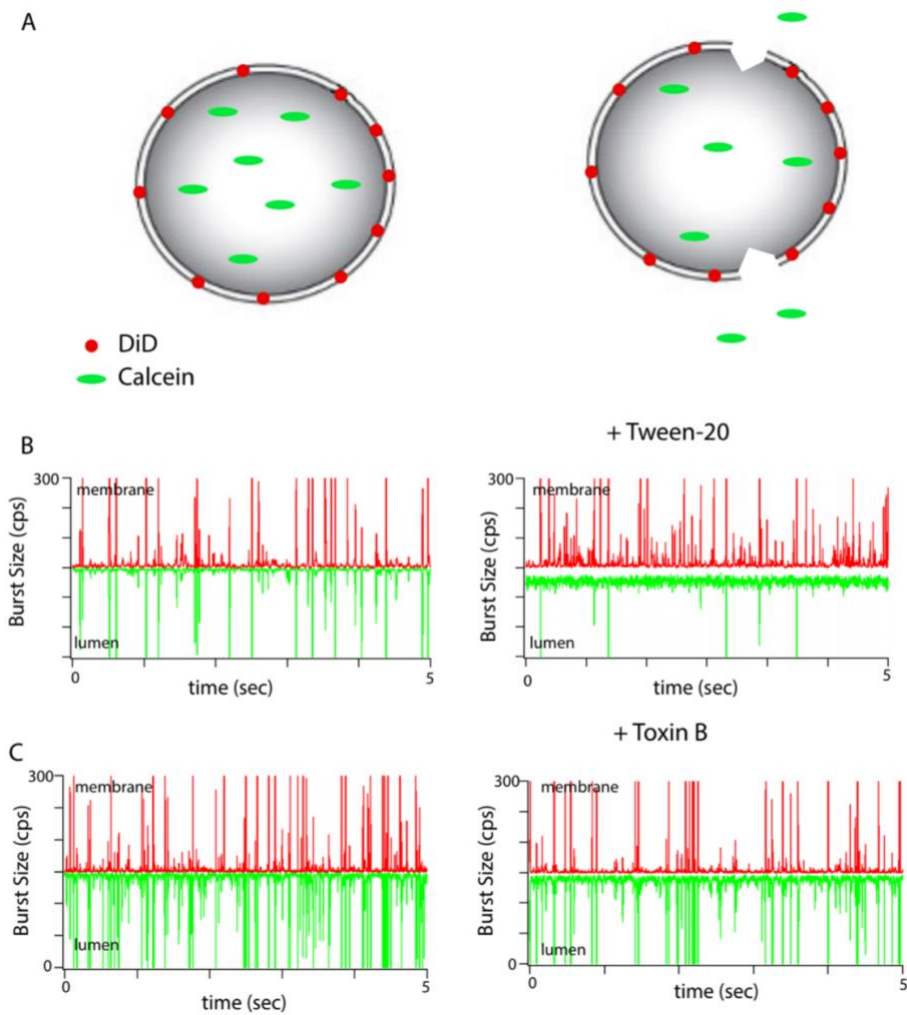 A
DiD
Calcein
B
+ Tween-20
300
membrane
Burst Size (cps)
lumen
0
5
time (sec)
300
membrane
Burst Size (cps)
lumen
0
5
time (sec)
C
+ Toxin B
300
membrane
Burst Size (cps)
lumen
0
0
5
time (sec)
300
membrane
Burst Size (cps)
lumen
0
0
5
time (sec)